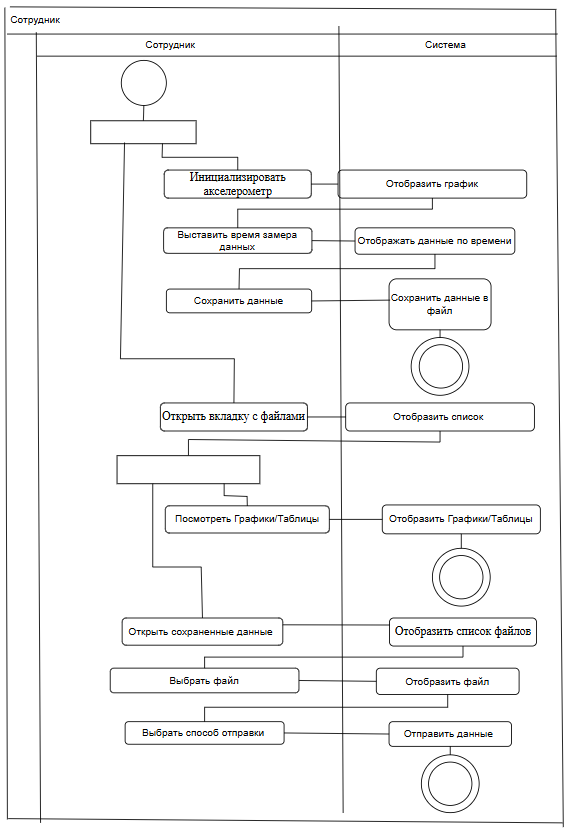 Сотрудник
Сотрудник
Система
Инициализировать
акселерометр
Отобразить график
Выставить время замера
данных
Отображать данные по времени
Сохранить данные
Сохранить данные в
файл
Открыть вкладку с файлами
Отобразить список
Посмотреть Графики/Таблицы
Отобразить Графики/Таблицы
Открыть сохраненные данные
Отобразить список файлов
Выбрать файл
Отобразить файл
Выбрать способ отправки
Отправить данные